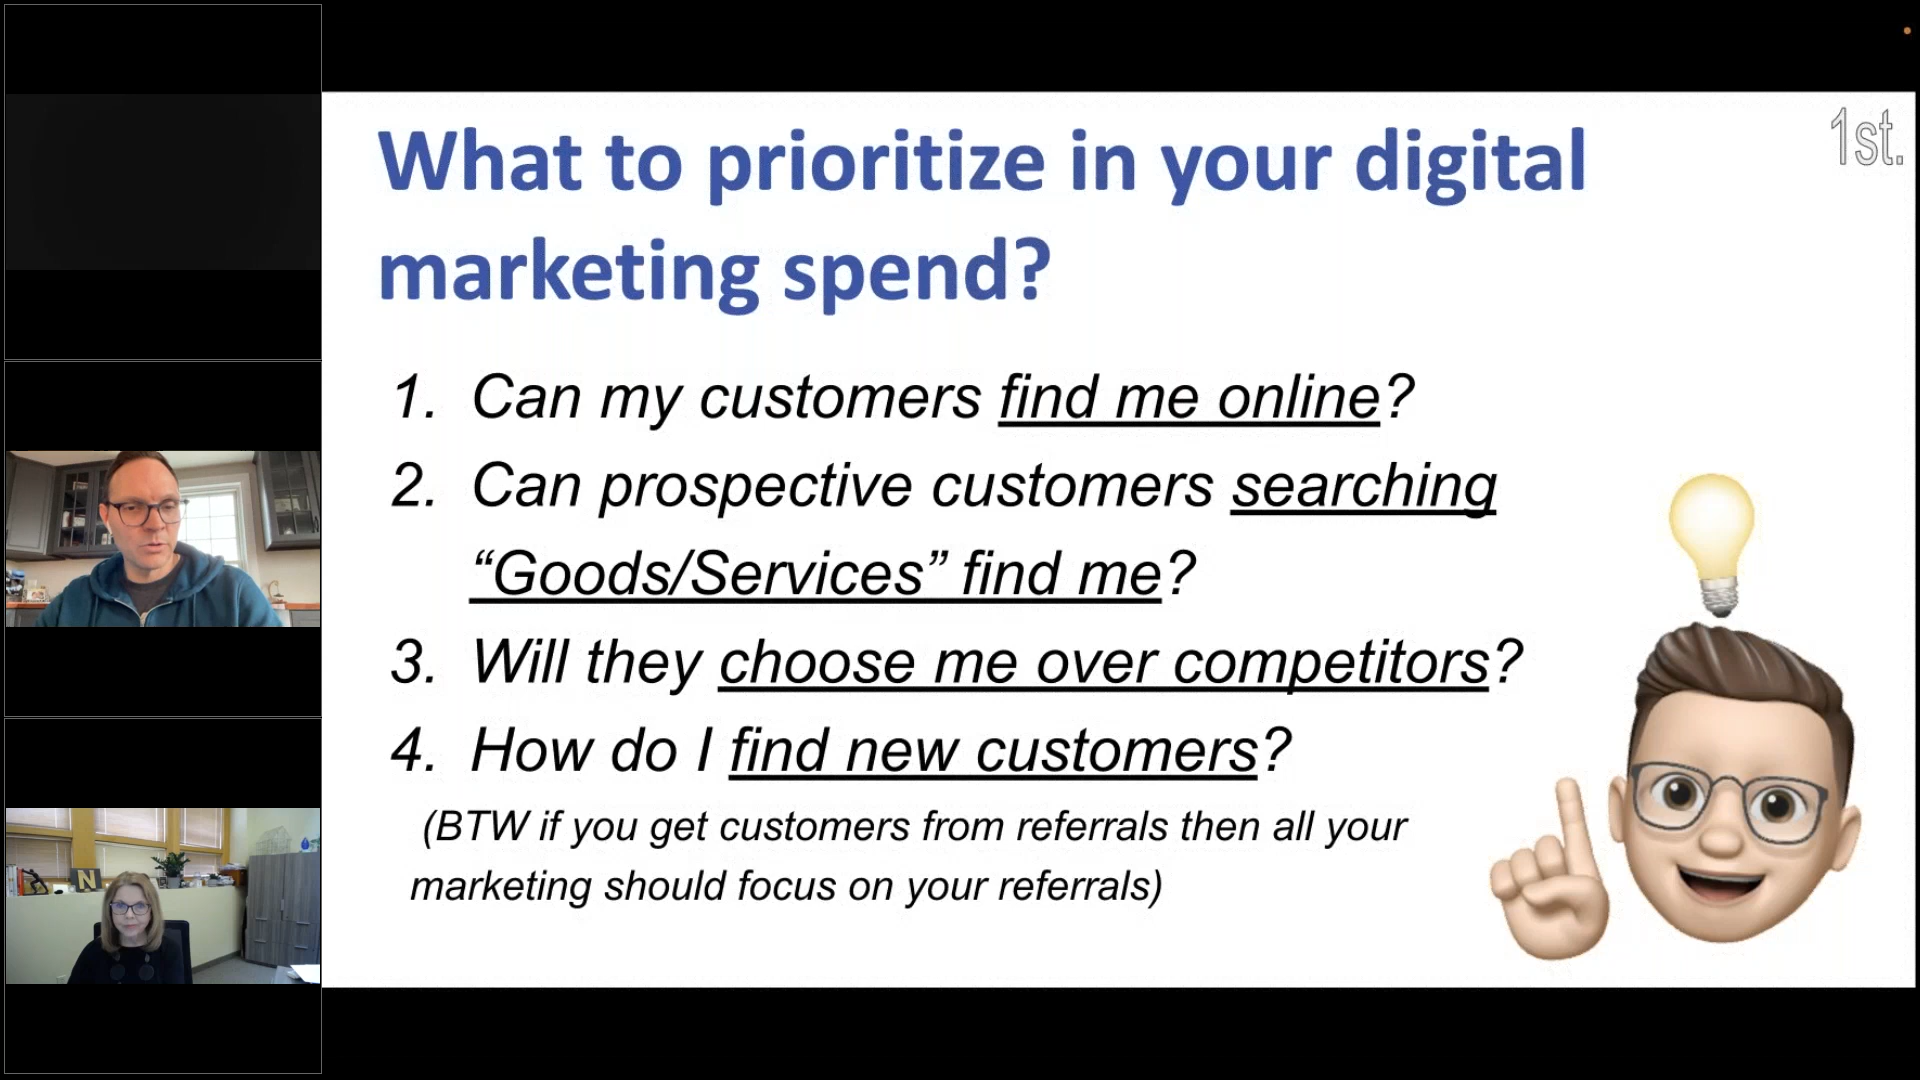 What to prioritize in your digital
marketing spend?
1st.
1. Can my customers find me online?
2. Can prospective customers searching
“Goods/Services” find me?
3. Will they choose me over competitors?
4. How do I find new customers?
(BTW if you get customers from referrals then all your
marketing should focus on your referrals)
N